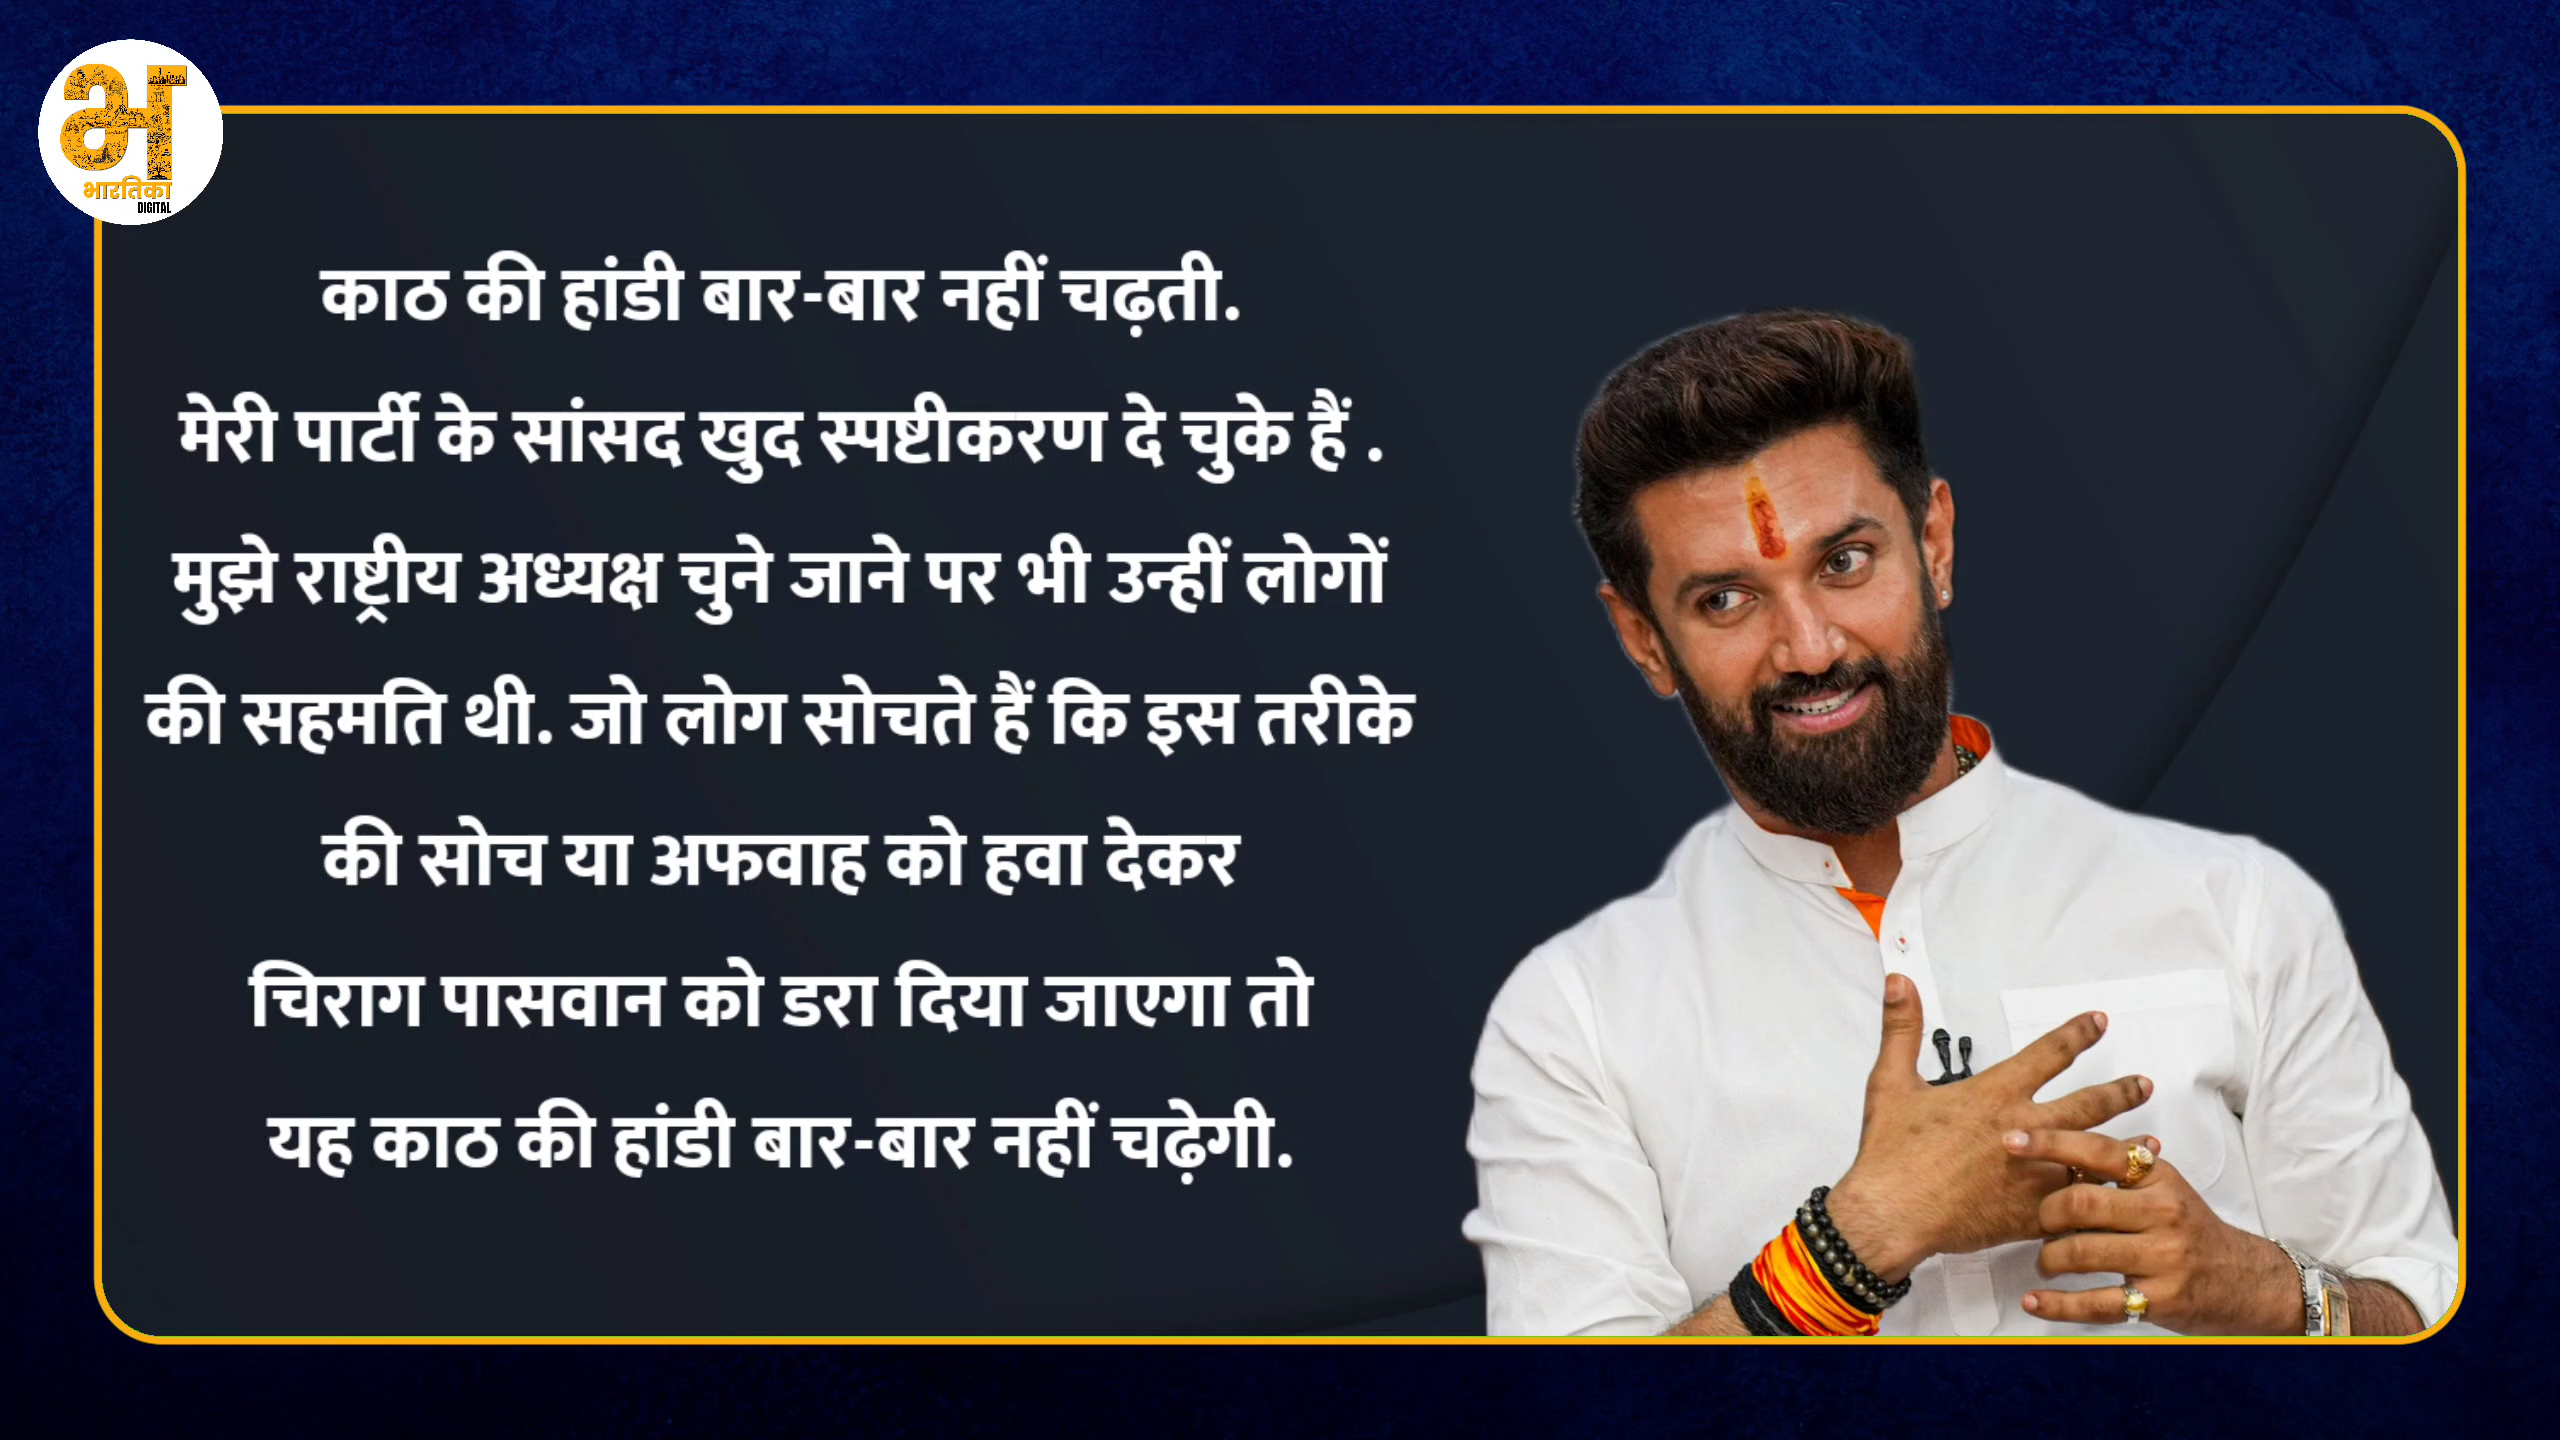 भारतिका
DIGITAL
काठ की हांडी बार-बार नहीं चढ़ती.
मेरी पार्टी के सांसद खुद स्पष्टीकरण दे चुके हैं .
मुझे राष्ट्रीय अध्यक्ष चुने जाने पर भी उन्हीं लोगों
की सहमति थी. जो लोग सोचते हैं कि इस तरीके
की सोच या अफवाह को हवा देकर
चिराग पासवान को डरा दिया जाएगा तो
यह काठ की हांडी बार-बार नहीं चढ़ेगी.